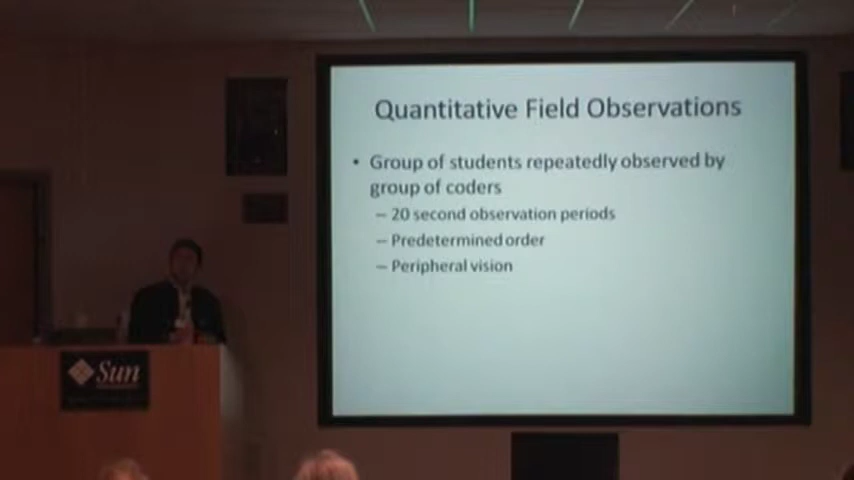 Quantitative Field Observations
• Group of students repeatedly observed by
group of coders
– 20 second observation periods
– Predetermined order
– Peripheral vision
Sun